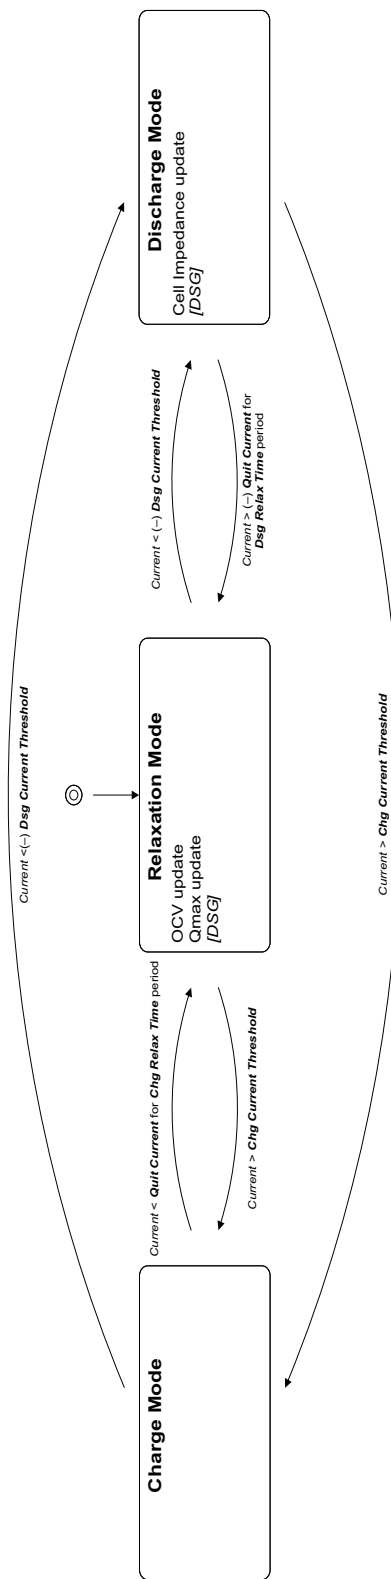 Current <(–) Dsg Current Threshold
Charge Mode
Current < Quit Current for Chg Relax Time period
Current > Chg Current Threshold
Relaxation Mode
OCV update
Qmax update
[DSG]
Current < (–) Dsg Current Threshold
Current > (–) Quit Current for
Dsg Relax Time period
Discharge Mode
Cell Impedance update
[DSG]
Current > Chg Current Threshold